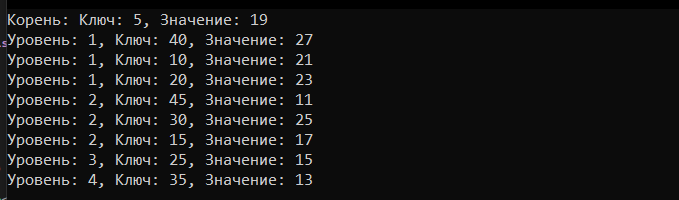 Корень: Ключ: 5, Значение: 19
Уровень: 1, Ключ: 40, Значение: 27
Уровень: 1, Ключ: 10, Значение: 21
Уровень: 1, Ключ: 20, Значение: 23
Уровень: 2, Ключ: 45, Значение: 11
Уровень: 2, Ключ: 30, Значение: 25
Уровень: 2, Ключ: 15, Значение: 17
Уровень: 3, Ключ: 25, Значение: 15
Уровень: 4, Ключ: 35, Значение: 13